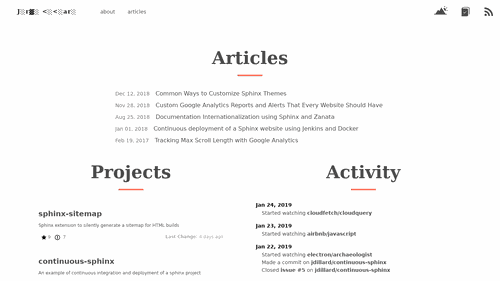 about articles
Articles
Dec 12, 2018 Common Ways to Customize Sphinx Themes
Nov 28, 2018 Custom Google Analytics Reports and Alerts That Every Website Should Have
Aug 25, 2018 Documentation Internationalization using Sphinx and Zanata
Jan 01, 2018 Continuous deployment of a Sphinx website using Jenkins and Docker
Feb 19, 2017 Tracking Max Scroll Length with Google Analytics
Projects
sphinx-sitemap
Sphinx extension to silently generate a sitemap for HTML builds
9 7 Last Change: 4 days ago
continuous-sphinx
An example of continuous integration and deployment of a sphinx project
Activity
Jan 24, 2019
Started watching cloudfetch/cloudquery
Jan 23, 2019
Started watching airbnb/javascript
Jan 22, 2019
Started watching electron/archaeologist
Made a commit on jdillard/continuous-sphinx
Closed issue #5 on jdillard/continuous-sphinx